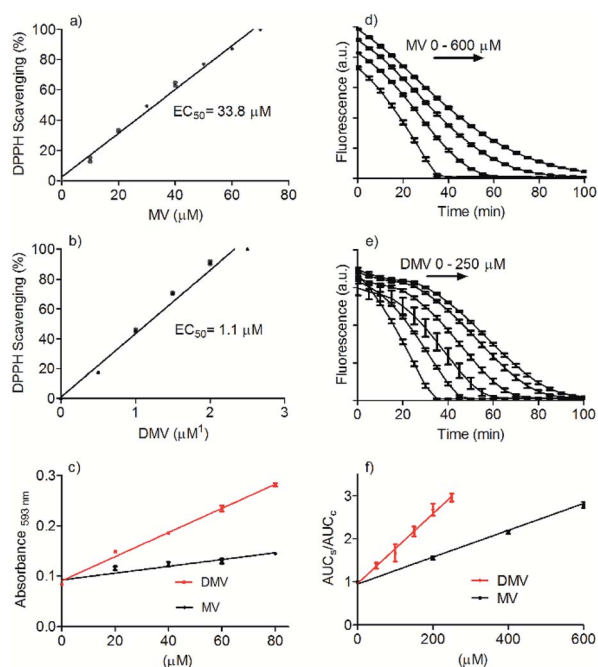 a)
DPPH Scavenging (%)
100
80
60
40
20
0
EC50= 33.8 μM
0 20 40 60 80
MV (μM)
d)
MV 0 - 600 μM
Fluorescence (a.u.)
0 20 40 60 80 100
Time (min)
b)
DPPH Scavenging (%)
100
80
60
40
20
0
EC50= 1.1 μM
0 1 2 3
DMV (μM¹)
e)
DMV 0 - 250 μM
Fluorescence (a.u.)
0 20 40 60 80 100
Time (min)
c)
Absorbance 593 nm
0.3
0.2
0.1
0.0
DMV
MV
0 20 40 60 80
(μM)
f)
AUCs/AUCc
3
2
1
0
DMV
MV
0 200 400 600
(μM)